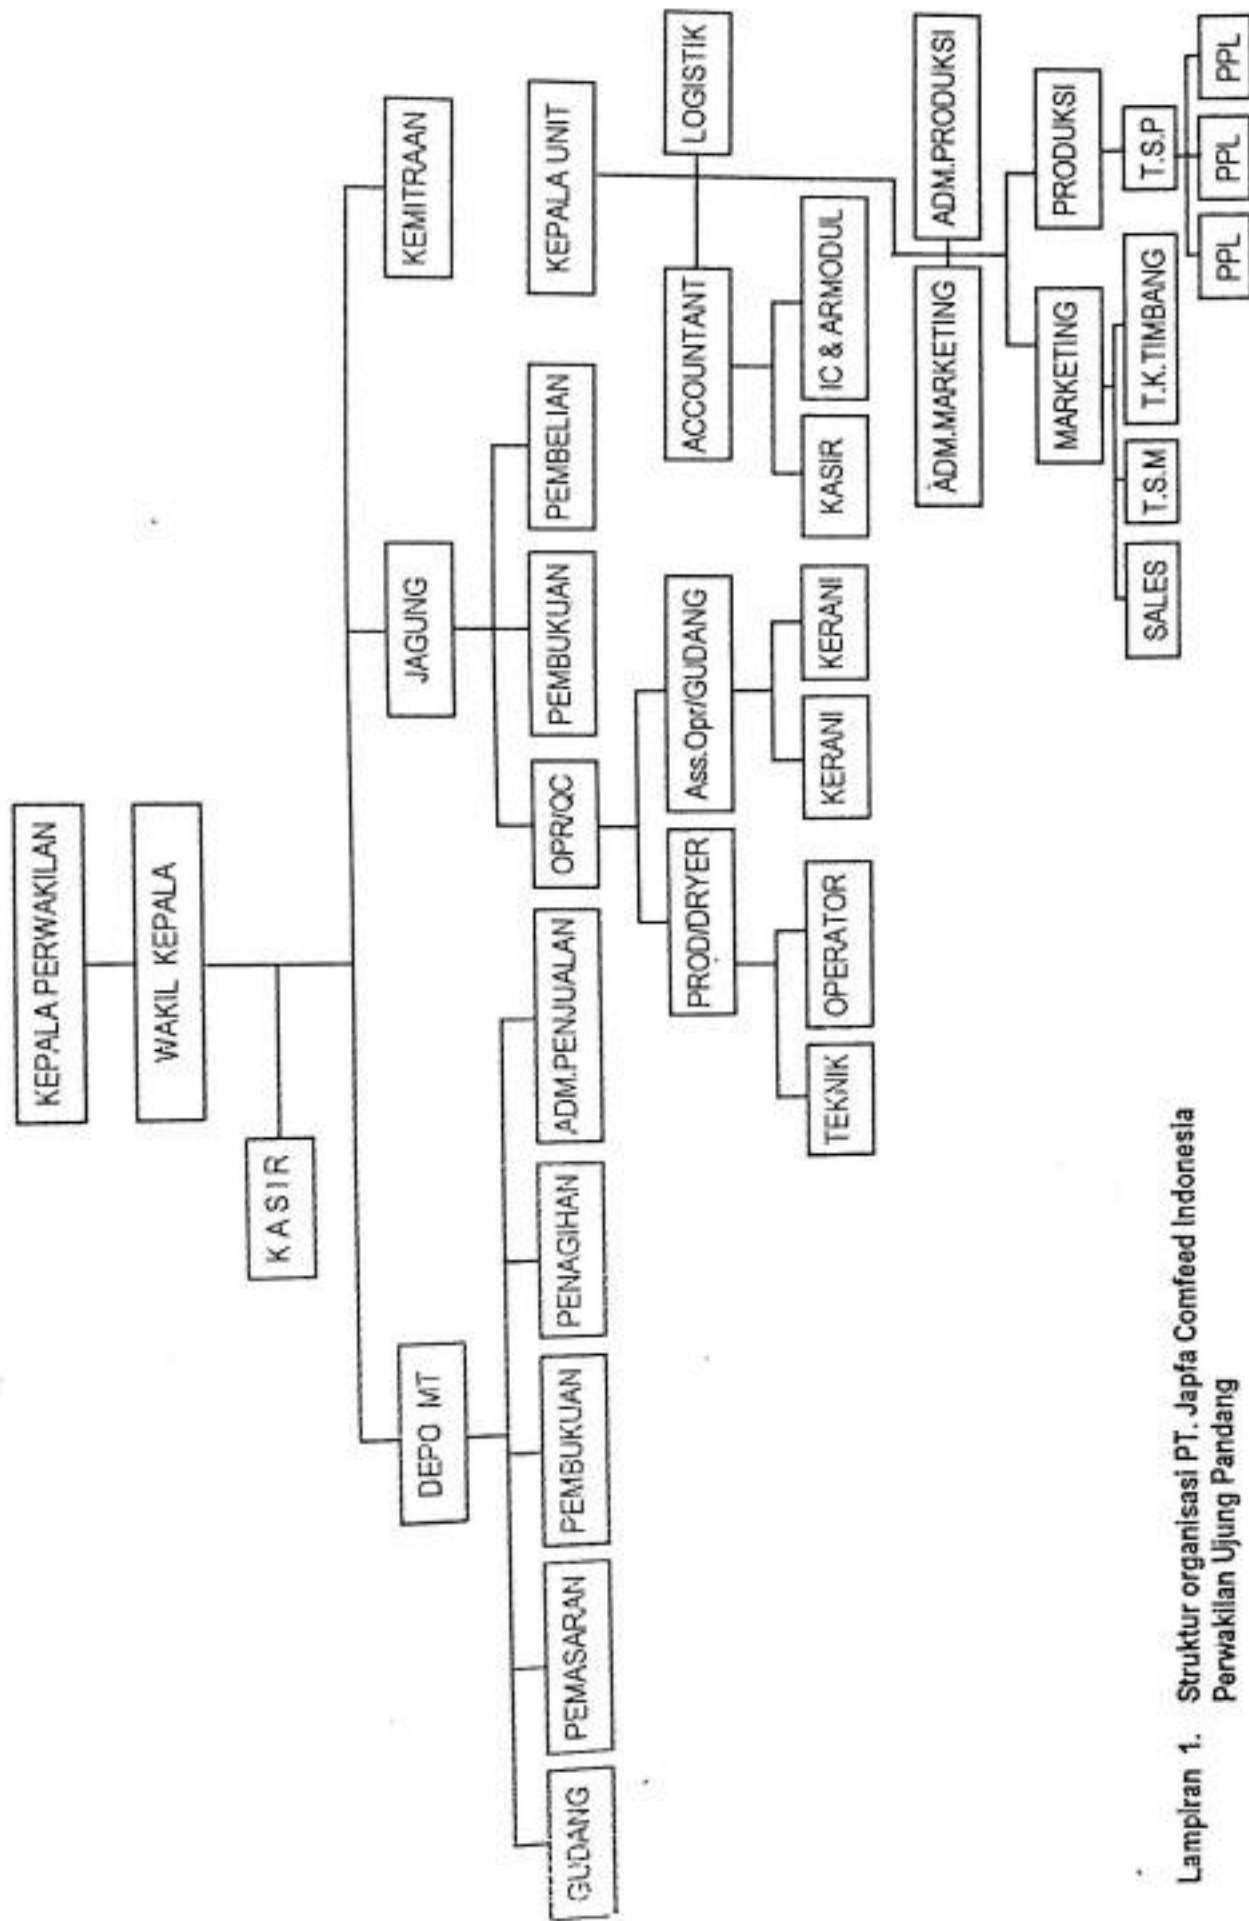 KEPALA PERWAKILAN
WAKIL KEPALA
KASIR
DEPO MT
JAGUNG
KEMITRAAN
GUDANG
PEMASARAN
PEMBUKUAN
PENAGIHAN
ADM.PENJUALAN
OPR/QC
PEMBUKUAN
PEMBELIAN
KEPALA UNIT
PROD/DRYER
Ass.Opr/GUDANG
ACCOUNTANT
LOGISTIK
TEKNIK
OPERATOR
KERANI
KERANI
KASIR
IC & ARMODUL
ADM.MARKETING
ADM.PRODUKSI
MARKETING
PRODUKSI
SALES
T.S.M
T.K.TIMBANG
T.S.P
PPL
PPL
PPL
Lampiran 1. Struktur organisasi PT. Japfa Comfeed Indonesia
Perwakilan Ujung Pandang